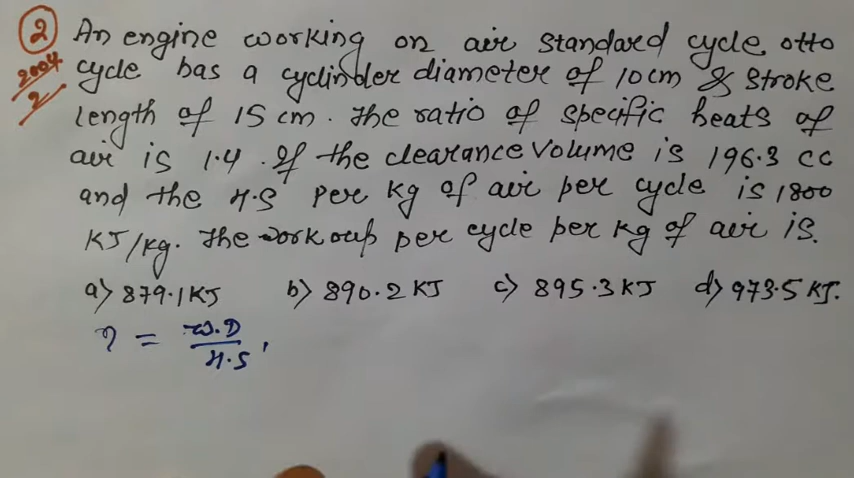 ② An engine working on air standard cycle otto
2004 cycle has a cyclinder diameter of 10 cm & stroke
2 length of 15 cm. The ratio of specific heats of
air is 1.4. If the clearance volume is 196.3 cc
and the H.S per kg of air per cycle is 1800
KJ/kg. The work oup per cycle per kg of air is.
a) 879.1 KJ b) 890.2 KJ c) 895.3 KJ d) 973.5 KJ.
η = W.D / H.S ,